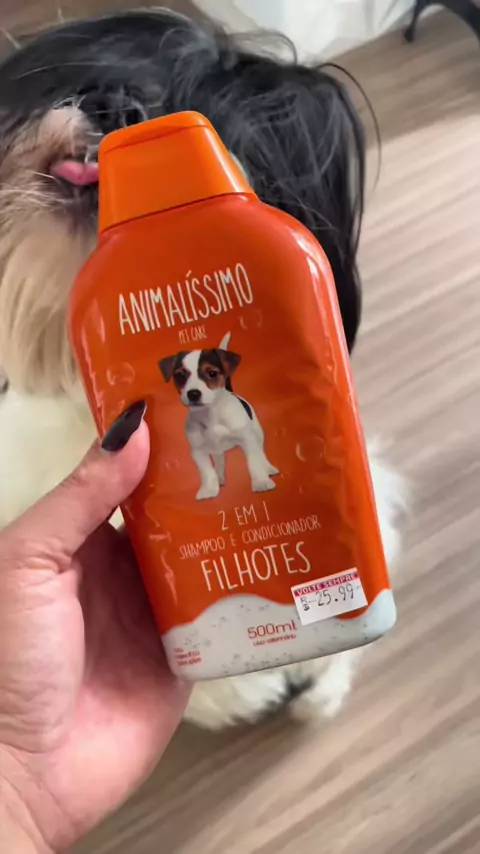 ANIMALÍSSIMO
PET CARE
2 EM 1
SHAMPOO E CONDICIONADOR
FILHOTES
VOLTE SEMPRE
R$ 25.99
500ml